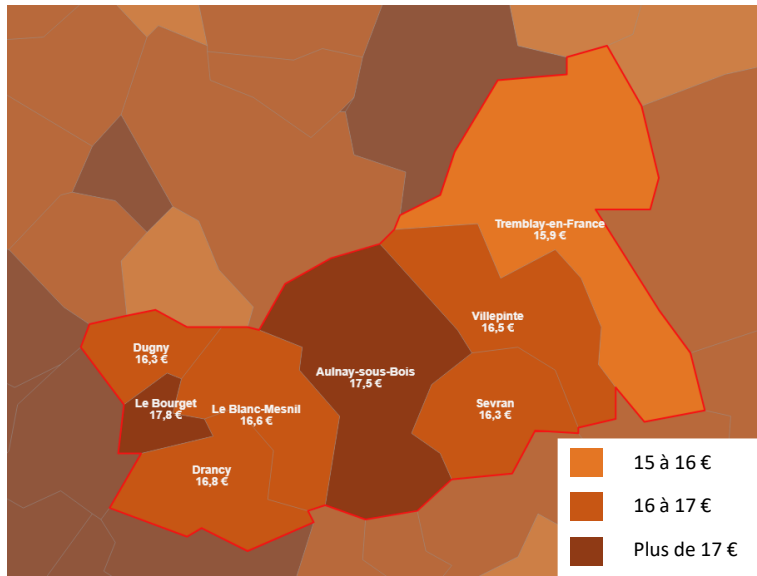 Tremblay-en-France
15,9 €
Villepinte
16,5 €
Dugny
16,3 €
Aulnay-sous-Bois
17,5 €
Le Bourget
17,8 €
Le Blanc-Mesnil
16,6 €
Sevran
16,3 €
Drancy
16,8 €
15 à 16 €
16 à 17 €
Plus de 17 €